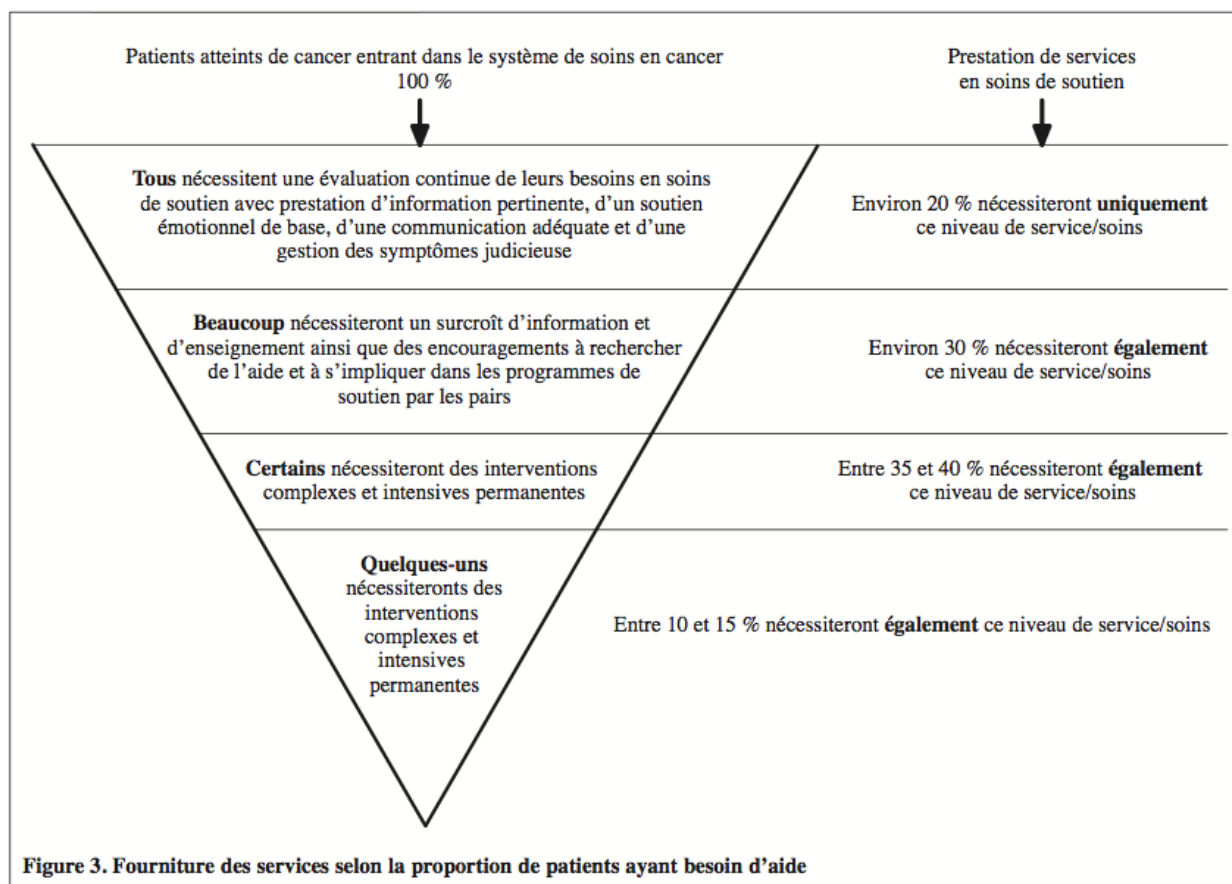 Patients atteints de cancer entrant dans le système de soins en cancer
100 %
Prestation de services
en soins de soutien
Tous nécessitent une évaluation continue de leurs besoins en soins
de soutien avec prestation d'information pertinente, d'un soutien
émotionnel de base, d'une communication adéquate et d'une
gestion des symptômes judicieuse
Environ 20 % nécessiteront uniquement
ce niveau de service/soins
Beaucoup nécessiteront un surcroît d'information et
d'enseignement ainsi que des encouragements à rechercher
de l'aide et à s'impliquer dans les programmes de
soutien par les pairs
Environ 30 % nécessiteront également
ce niveau de service/soins
Certains nécessiteront des interventions
complexes et intensives permanentes
Entre 35 et 40 % nécessiteront également
ce niveau de service/soins
Quelques-uns
nécessiteronts des
interventions
complexes et
intensives
permanentes
Entre 10 et 15 % nécessiteront également ce niveau de service/soins
Figure 3. Fourniture des services selon la proportion de patients ayant besoin d'aide